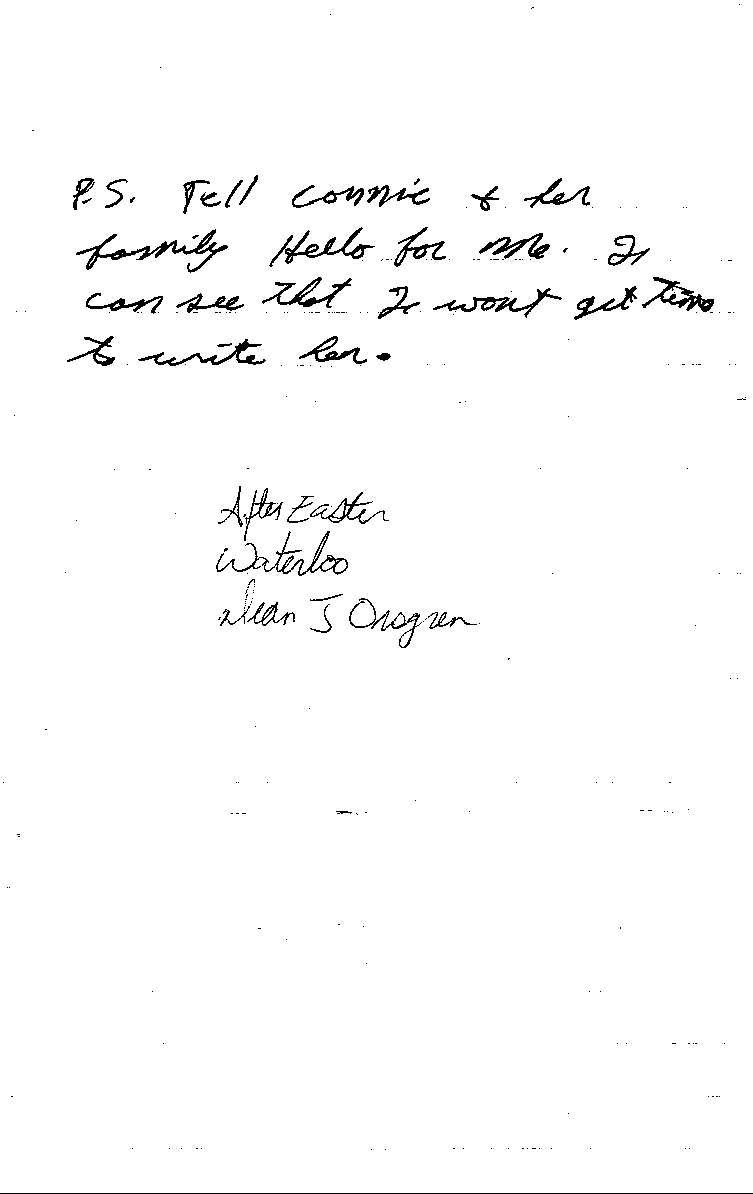 P.S. Tell connie & her
family Hello for Me. I
can see that I wont get time
to write her.
After Easter
Waterloo
Dean J